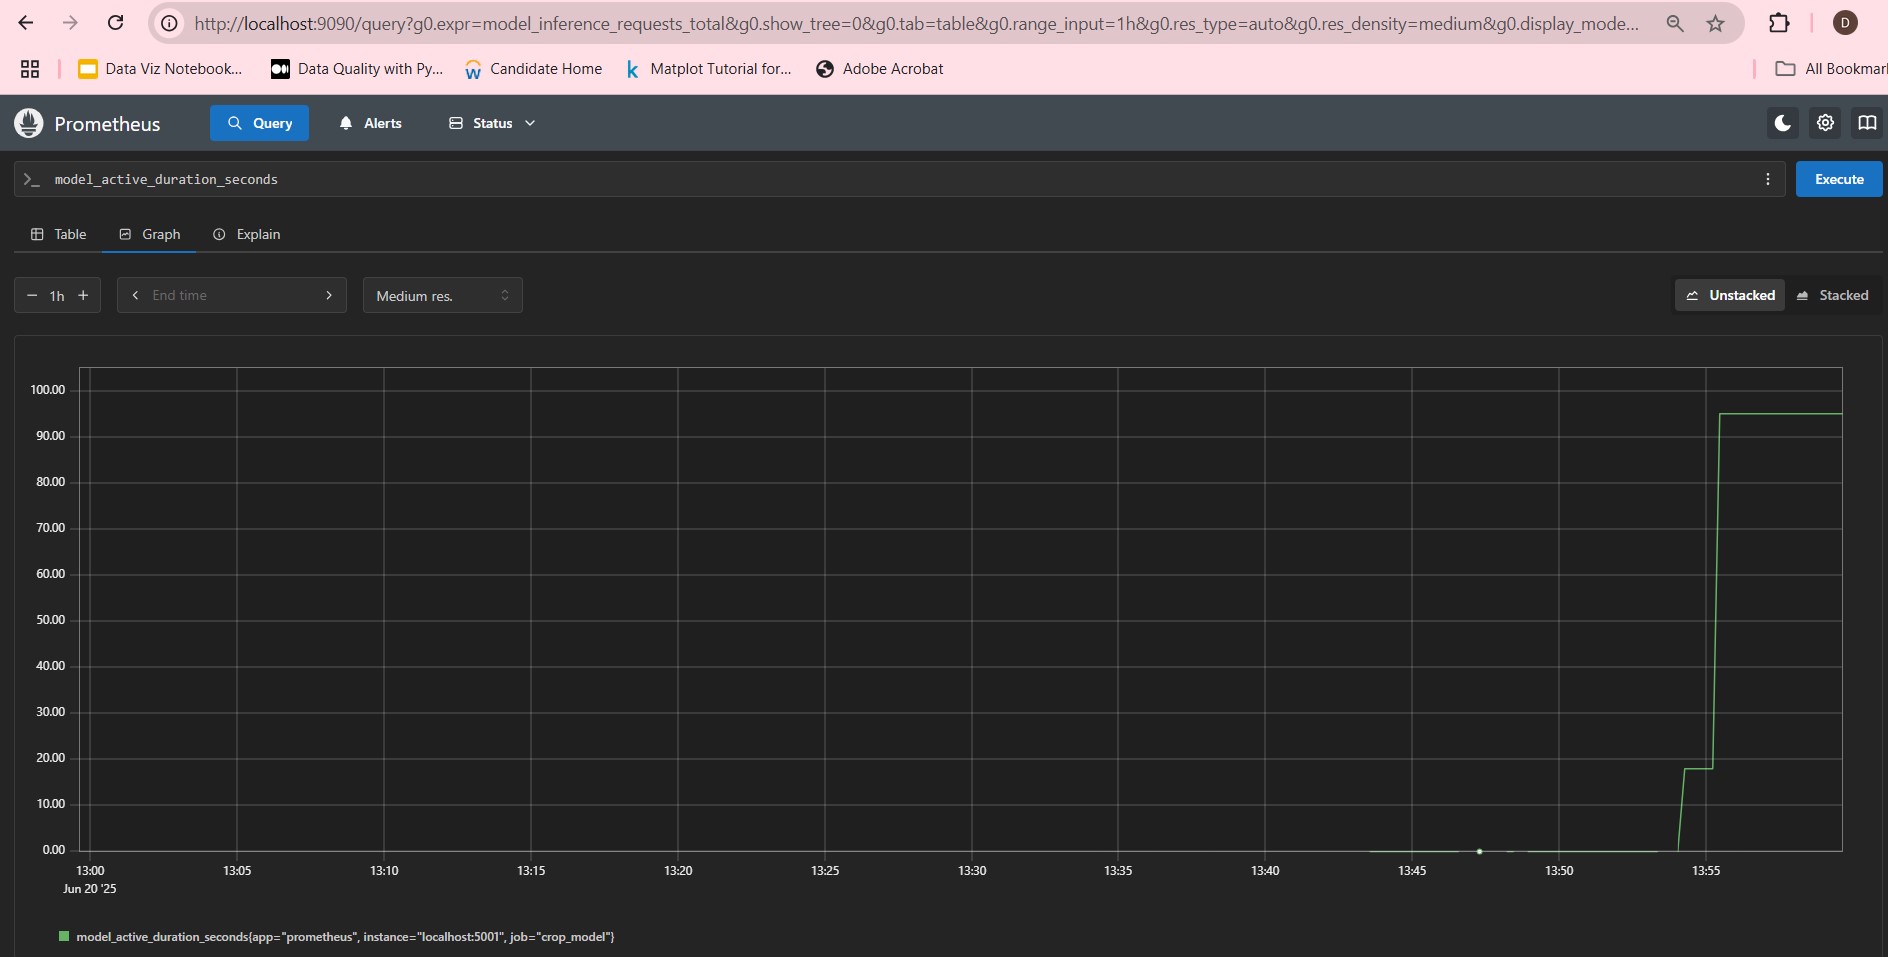 http://localhost:9090/query?g0.expr=model_inference_requests_total&g0.show_tree=0&g0.tab=table&g0.range_input=1h&g0.res_type=auto&g0.res_density=medium&g0.display_mode...
D
Data Viz Notebook... Data Quality with Py... Candidate Home Matplot Tutorial for... Adobe Acrobat All Bookmar
Prometheus Query Alerts Status
>_ model_active_duration_seconds Execute
Table Graph Explain
− 1h + < End time > Medium res. Unstacked Stacked
100.00
90.00
80.00
70.00
60.00
50.00
40.00
30.00
20.00
10.00
0.00
13:00 13:05 13:10 13:15 13:20 13:25 13:30 13:35 13:40 13:45 13:50 13:55
Jun 20 '25
model_active_duration_seconds{app="prometheus", instance="localhost:5001", job="crop_model"}